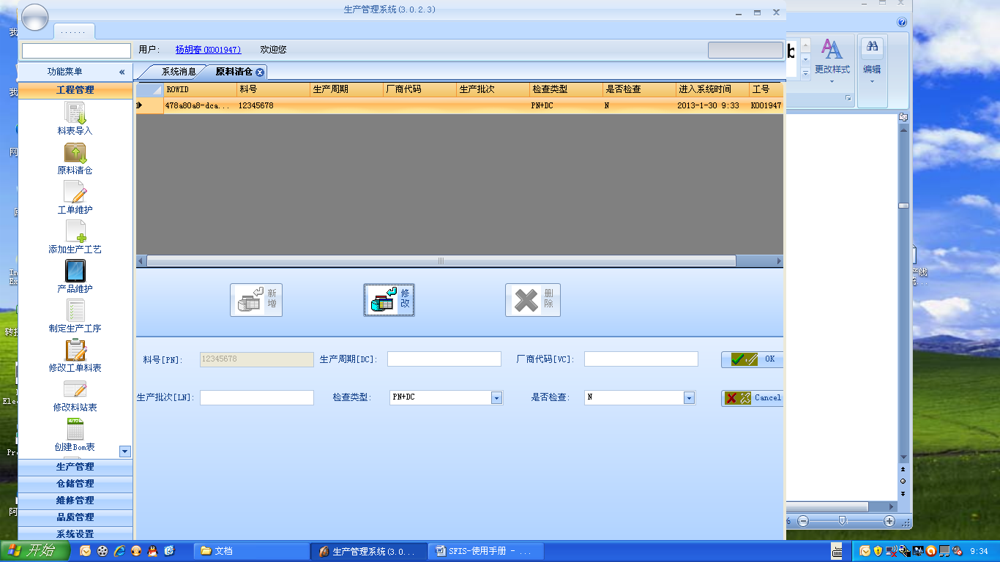 生产管理系统(3.0.2.3)
······
用户: 杨胡春(K001947) 欢迎您
更改样式
编辑
功能菜单 «
系统消息
原料清仓
工程管理
料表导入
原料清仓
工单维护
添加生产工艺
产品维护
制定生产工序
修改工单料表
修改料站表
创建Bom表
生产管理
仓储管理
维修管理
品质管理
系统设置
ROWID 料号 生产周期 厂商代码 生产批次 检查类型 是否检查 进入系统时间 工号
478a80a8-dca... 12345678 PN+DC N 2013-1-30 9:33 K001947
新增
修改
删除
料号[PN]: 12345678 生产周期[DC]: 厂商代码[VC]: OK
生产批次[LN]: 检查类型: PN+DC 是否检查: N Cancel
开始
文档
生产管理系统(3.0...
SFIS-使用手册 - ...
9:34